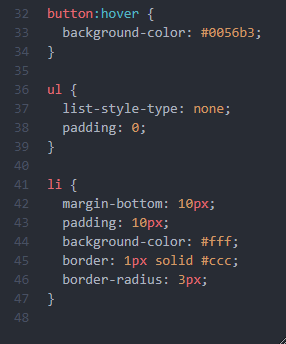 32 button:hover {
33   background-color: #0056b3;
34 }
35
36 ul {
37   list-style-type: none;
38   padding: 0;
39 }
40
41 li {
42   margin-bottom: 10px;
43   padding: 10px;
44   background-color: #fff;
45   border: 1px solid #ccc;
46   border-radius: 3px;
47 }
48